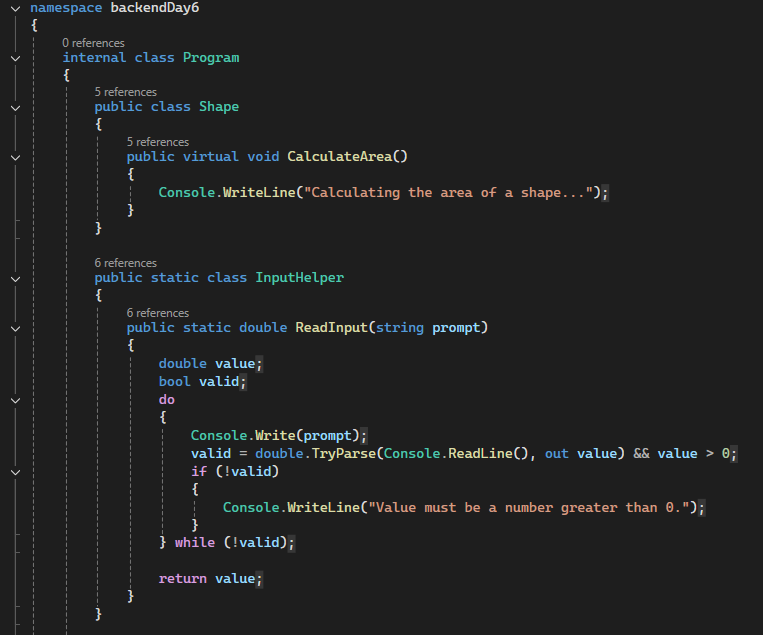 namespace backendDay6
{
0 references
internal class Program
{
5 references
public class Shape
{
5 references
public virtual void CalculateArea()
{
Console.WriteLine("Calculating the area of a shape...");
}
}
6 references
public static class InputHelper
{
6 references
public static double ReadInput(string prompt)
{
double value;
bool valid;
do
{
Console.Write(prompt);
valid = double.TryParse(Console.ReadLine(), out value) && value > 0;
if (!valid)
{
Console.WriteLine("Value must be a number greater than 0.");
}
} while (!valid);
return value;
}
}